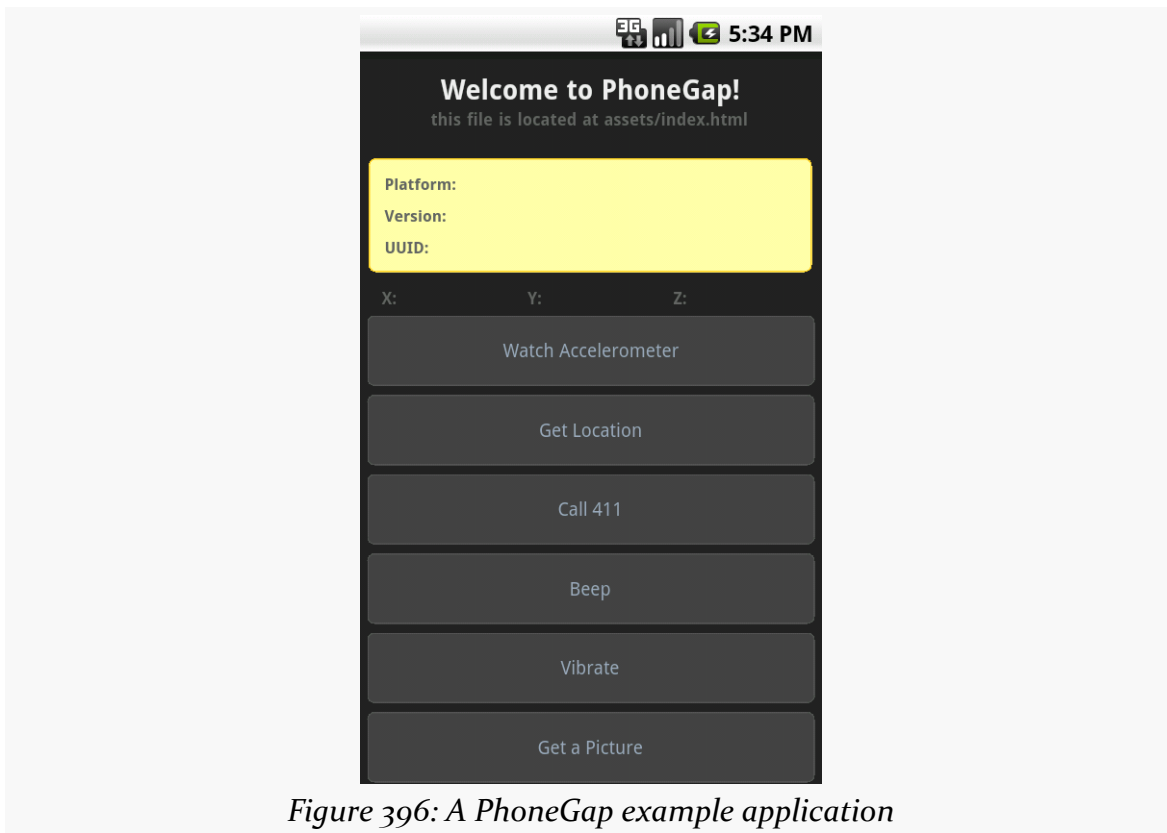 3G 5:34 PM
Welcome to PhoneGap!
this file is located at assets/index.html
Platform:
Version:
UUID:
X: Y: Z:
Watch Accelerometer
Get Location
Call 411
Beep
Vibrate
Get a Picture
Figure 396: A PhoneGap example application